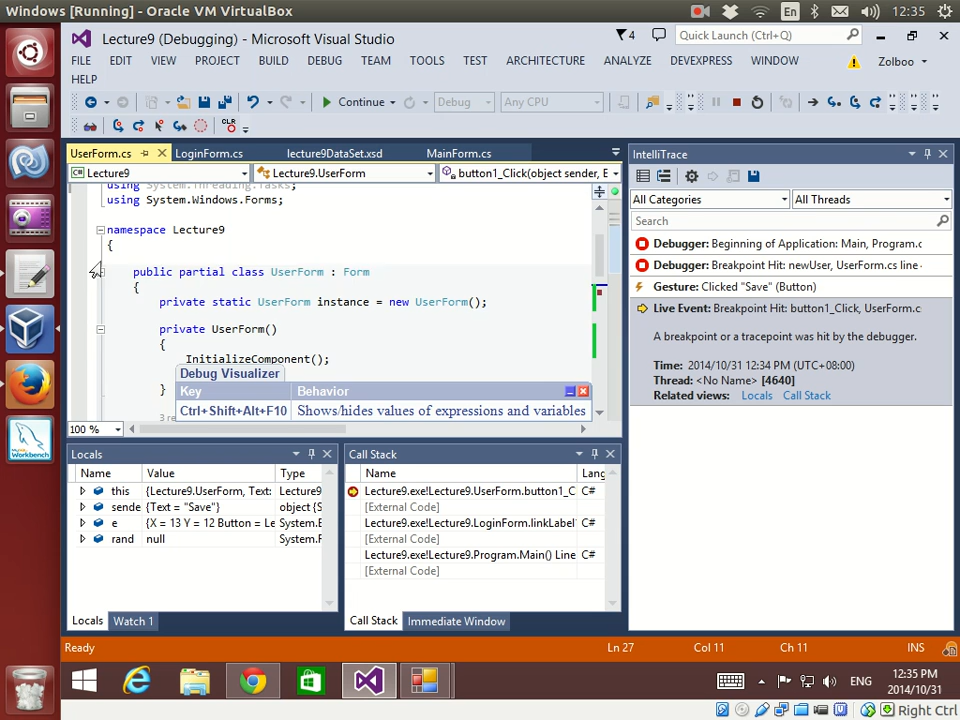 Windows [Running] - Oracle VM VirtualBox
En
12:35
Lecture9 (Debugging) - Microsoft Visual Studio
4
Quick Launch (Ctrl+Q)
FILE EDIT VIEW PROJECT BUILD DEBUG TEAM TOOLS TEST ARCHITECTURE ANALYZE DEVEXPRESS WINDOW
Zolboo
HELP
Continue
Debug
Any CPU
CLR
UserForm.cs
LoginForm.cs
lecture9DataSet.xsd
MainForm.cs
IntelliTrace
Lecture9
Lecture9.UserForm
button1_Click(object sender, E
using System.Threading.Tasks;
using System.Windows.Forms;
namespace Lecture9
{
public partial class UserForm : Form
{
private static UserForm instance = new UserForm();
private UserForm()
{
InitializeComponent();
}
Debug Visualizer
Key Behavior
Ctrl+Shift+Alt+F10 Shows/hides values of expressions and variables
100 %
All Categories
All Threads
Search
Debugger: Beginning of Application: Main, Program.c
Debugger: Breakpoint Hit: newUser, UserForm.cs line
Gesture: Clicked "Save" (Button)
Live Event: Breakpoint Hit: button1_Click, UserForm.c
A breakpoint or tracepoint was hit by the debugger.
Time: 2014/10/31 12:34 PM (UTC+08:00)
Thread: <No Name> [4640]
Related views: Locals Call Stack
Locals
Name Value Type
this {Lecture9.UserForm, Text: Lecture9
sende {Text = "Save"} object {S
e {X = 13 Y = 12 Button = Le System.E
rand null System.F
Locals
Watch 1
Call Stack
Name Lang
Lecture9.exe!Lecture9.UserForm.button1_C C#
[External Code]
Lecture9.exe!Lecture9.LoginForm.linkLabel C#
[External Code]
Lecture9.exe!Lecture9.Program.Main() Line C#
[External Code]
Call Stack
Immediate Window
Ready
Ln 27
Col 11
Ch 11
INS
MySQL
Workbench
ENG
12:35 PM
2014/10/31
Right Ctrl